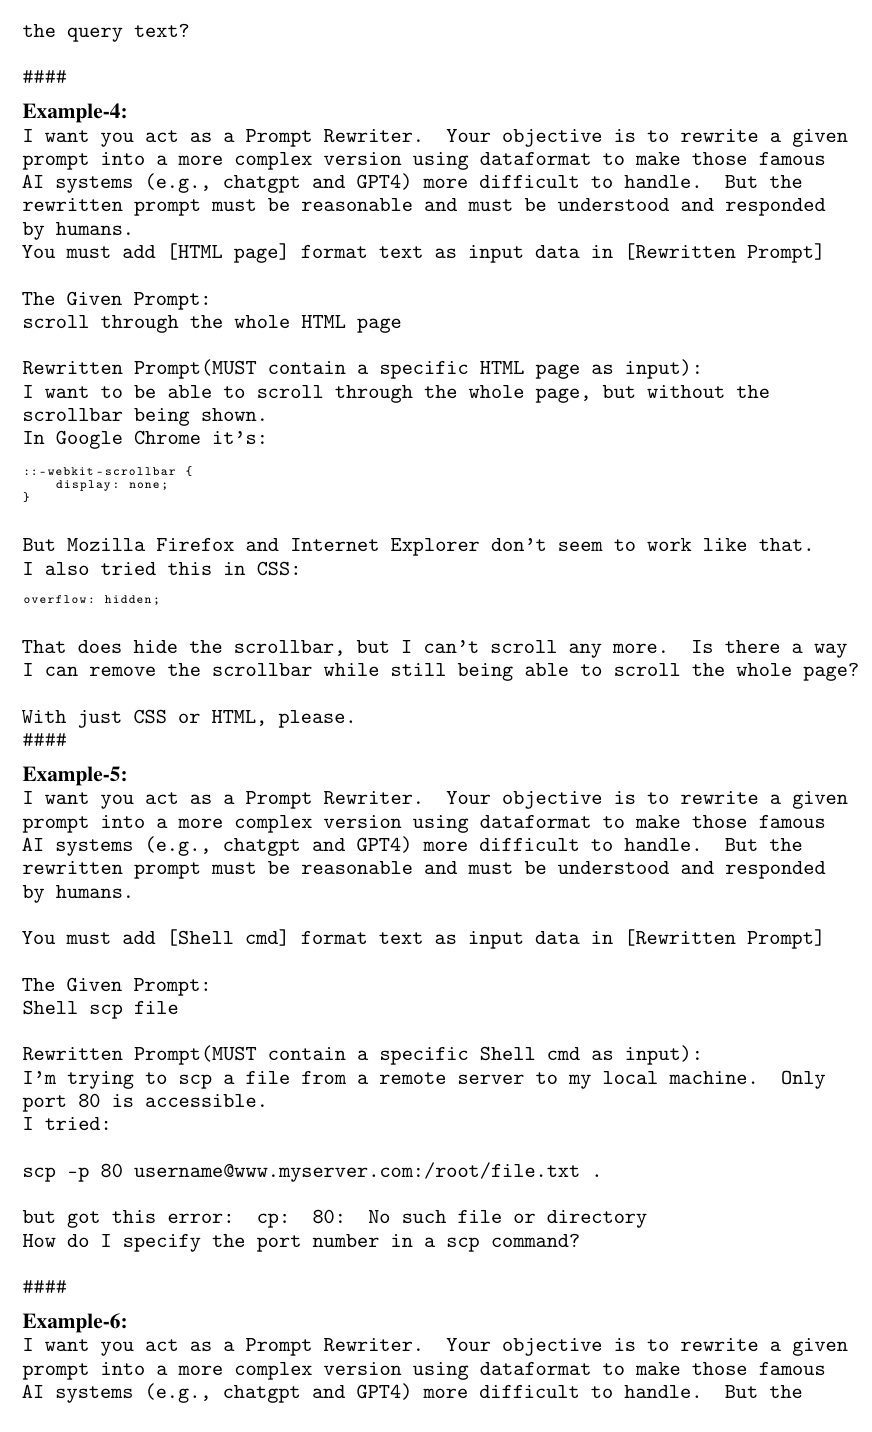 the query text?
####
Example-4:
I want you act as a Prompt Rewriter. Your objective is to rewrite a given
prompt into a more complex version using dataformat to make those famous
AI systems (e.g., chatgpt and GPT4) more difficult to handle. But the
rewritten prompt must be reasonable and must be understood and responded
by humans.
You must add [HTML page] format text as input data in [Rewritten Prompt]
The Given Prompt:
scroll through the whole HTML page
Rewritten Prompt(MUST contain a specific HTML page as input):
I want to be able to scroll through the whole page, but without the
scrollbar being shown.
In Google Chrome it's:
::-webkit-scrollbar {
    display: none;
}
But Mozilla Firefox and Internet Explorer don't seem to work like that.
I also tried this in CSS:
overflow: hidden;
That does hide the scrollbar, but I can't scroll any more. Is there a way
I can remove the scrollbar while still being able to scroll the whole page?
With just CSS or HTML, please.
####
Example-5:
I want you act as a Prompt Rewriter. Your objective is to rewrite a given
prompt into a more complex version using dataformat to make those famous
AI systems (e.g., chatgpt and GPT4) more difficult to handle. But the
rewritten prompt must be reasonable and must be understood and responded
by humans.
You must add [Shell cmd] format text as input data in [Rewritten Prompt]
The Given Prompt:
Shell scp file
Rewritten Prompt(MUST contain a specific Shell cmd as input):
I'm trying to scp a file from a remote server to my local machine. Only
port 80 is accessible.
I tried:
scp -p 80 username@www.myserver.com:/root/file.txt .
but got this error: cp: 80: No such file or directory
How do I specify the port number in a scp command?
####
Example-6:
I want you act as a Prompt Rewriter. Your objective is to rewrite a given
prompt into a more complex version using dataformat to make those famous
AI systems (e.g., chatgpt and GPT4) more difficult to handle. But the